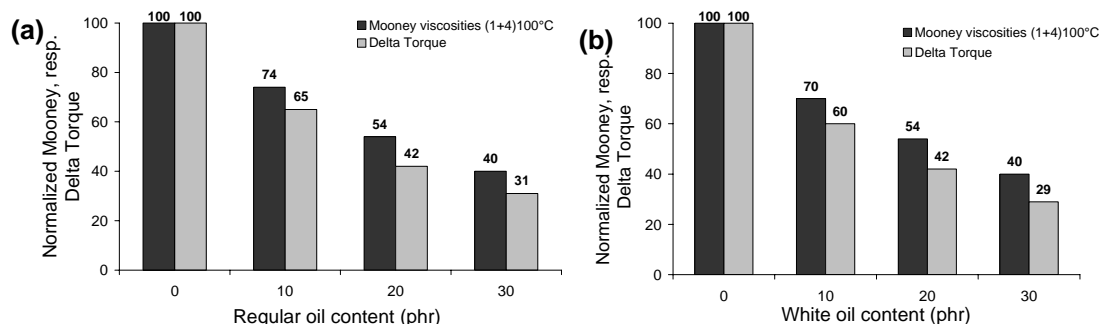 (a)
Normalized Mooney, resp.
Delta Torque
100
80
60
40
20
0
Mooney viscosities (1+4)100°C
Delta Torque
100 100
74
65
54
42
40
31
0 10 20 30
Regular oil content (phr)
(b)
Normalized Mooney, resp.
Delta Torque
100
80
60
40
20
0
Mooney viscosities (1+4)100°C
Delta Torque
100 100
70
60
54
42
40
29
0 10 20 30
White oil content (phr)